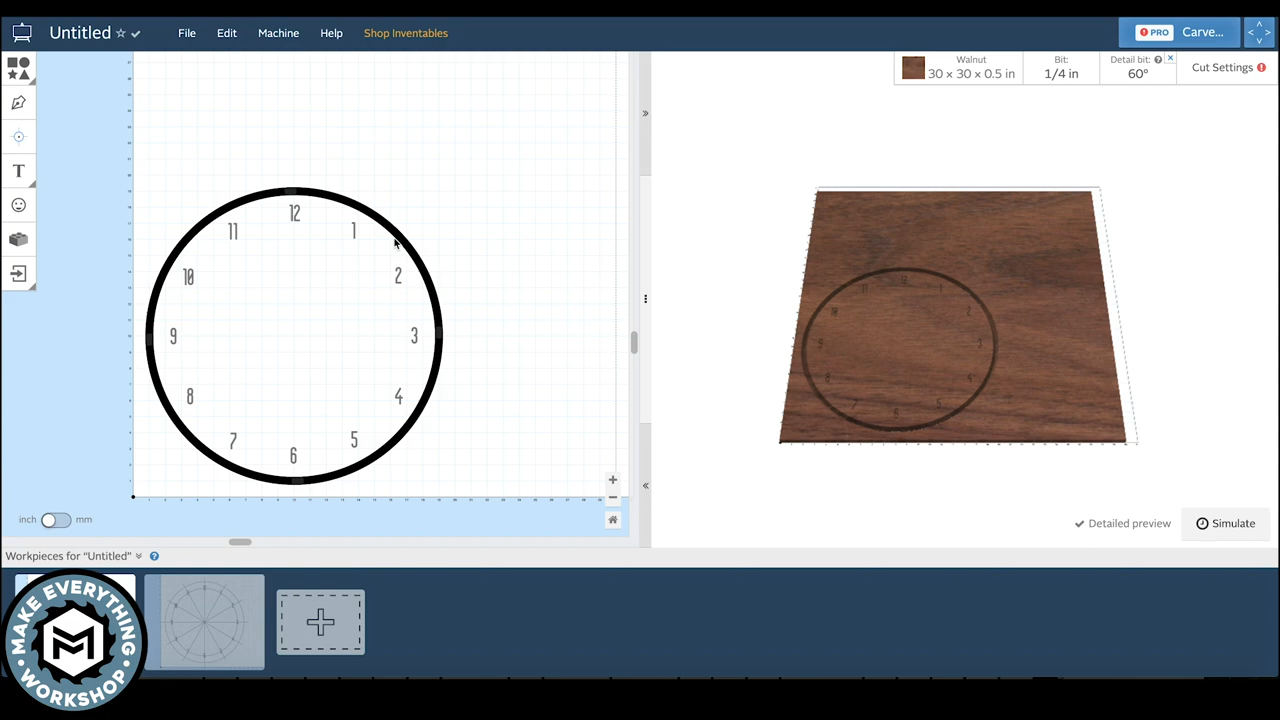 Untitled
File Edit Machine Help Shop Inventables
PRO Carve...
Walnut
30 x 30 x 0.5 in
Bit:
1/4 in
Detail bit:
60°
Cut Settings
12
11 1
10 2
9 3
8 4
7 5
6
inch mm
Detailed preview
Simulate
Workpieces for "Untitled"
MAKE EVERYTHING
M
WORKSHOP